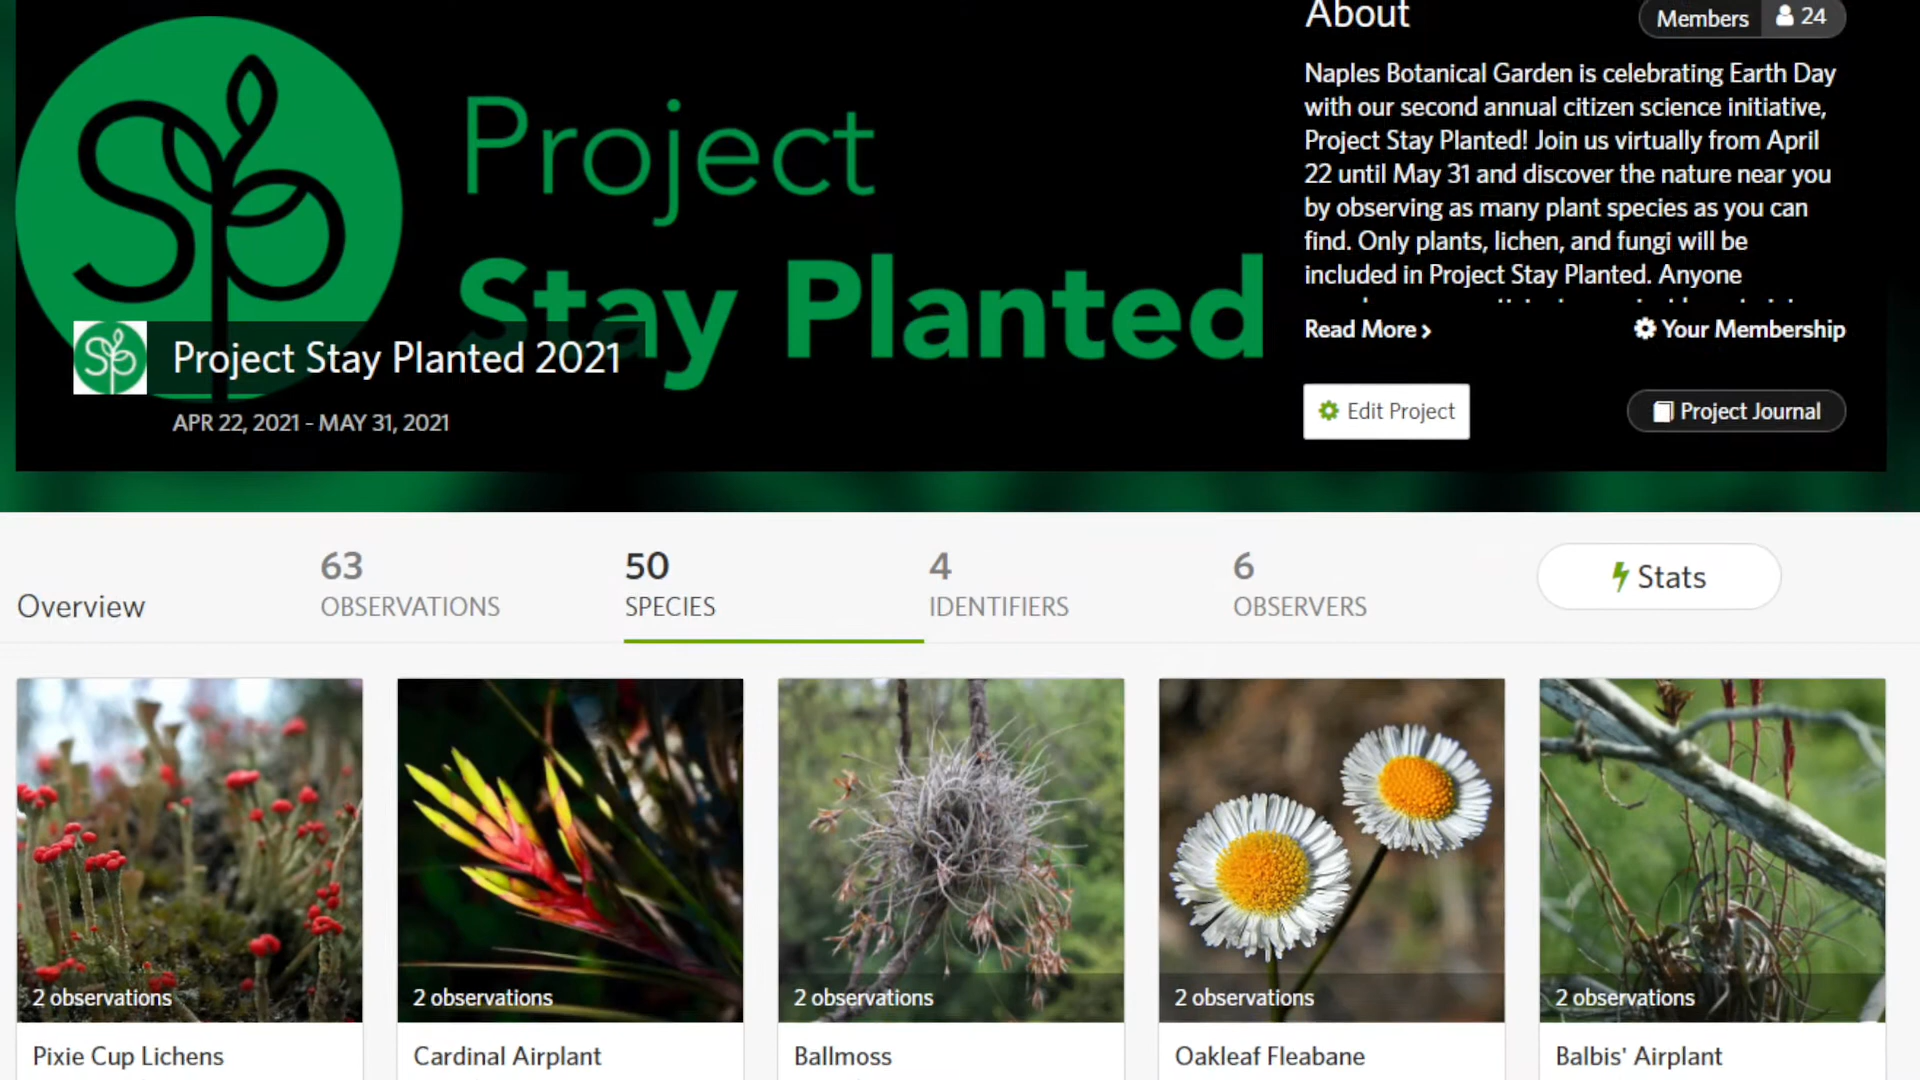 Project
Stay Planted
Project Stay Planted 2021
APR 22, 2021 - MAY 31, 2021
About
Members 24
Naples Botanical Garden is celebrating Earth Day
with our second annual citizen science initiative,
Project Stay Planted! Join us virtually from April
22 until May 31 and discover the nature near you
by observing as many plant species as you can
find. Only plants, lichen, and fungi will be
included in Project Stay Planted. Anyone
Read More
Your Membership
Edit Project
Project Journal
Overview
63
OBSERVATIONS
50
SPECIES
4
IDENTIFIERS
6
OBSERVERS
Stats
2 observations
Pixie Cup Lichens
2 observations
Cardinal Airplant
2 observations
Ballmoss
2 observations
Oakleaf Fleabane
2 observations
Balbis' Airplant